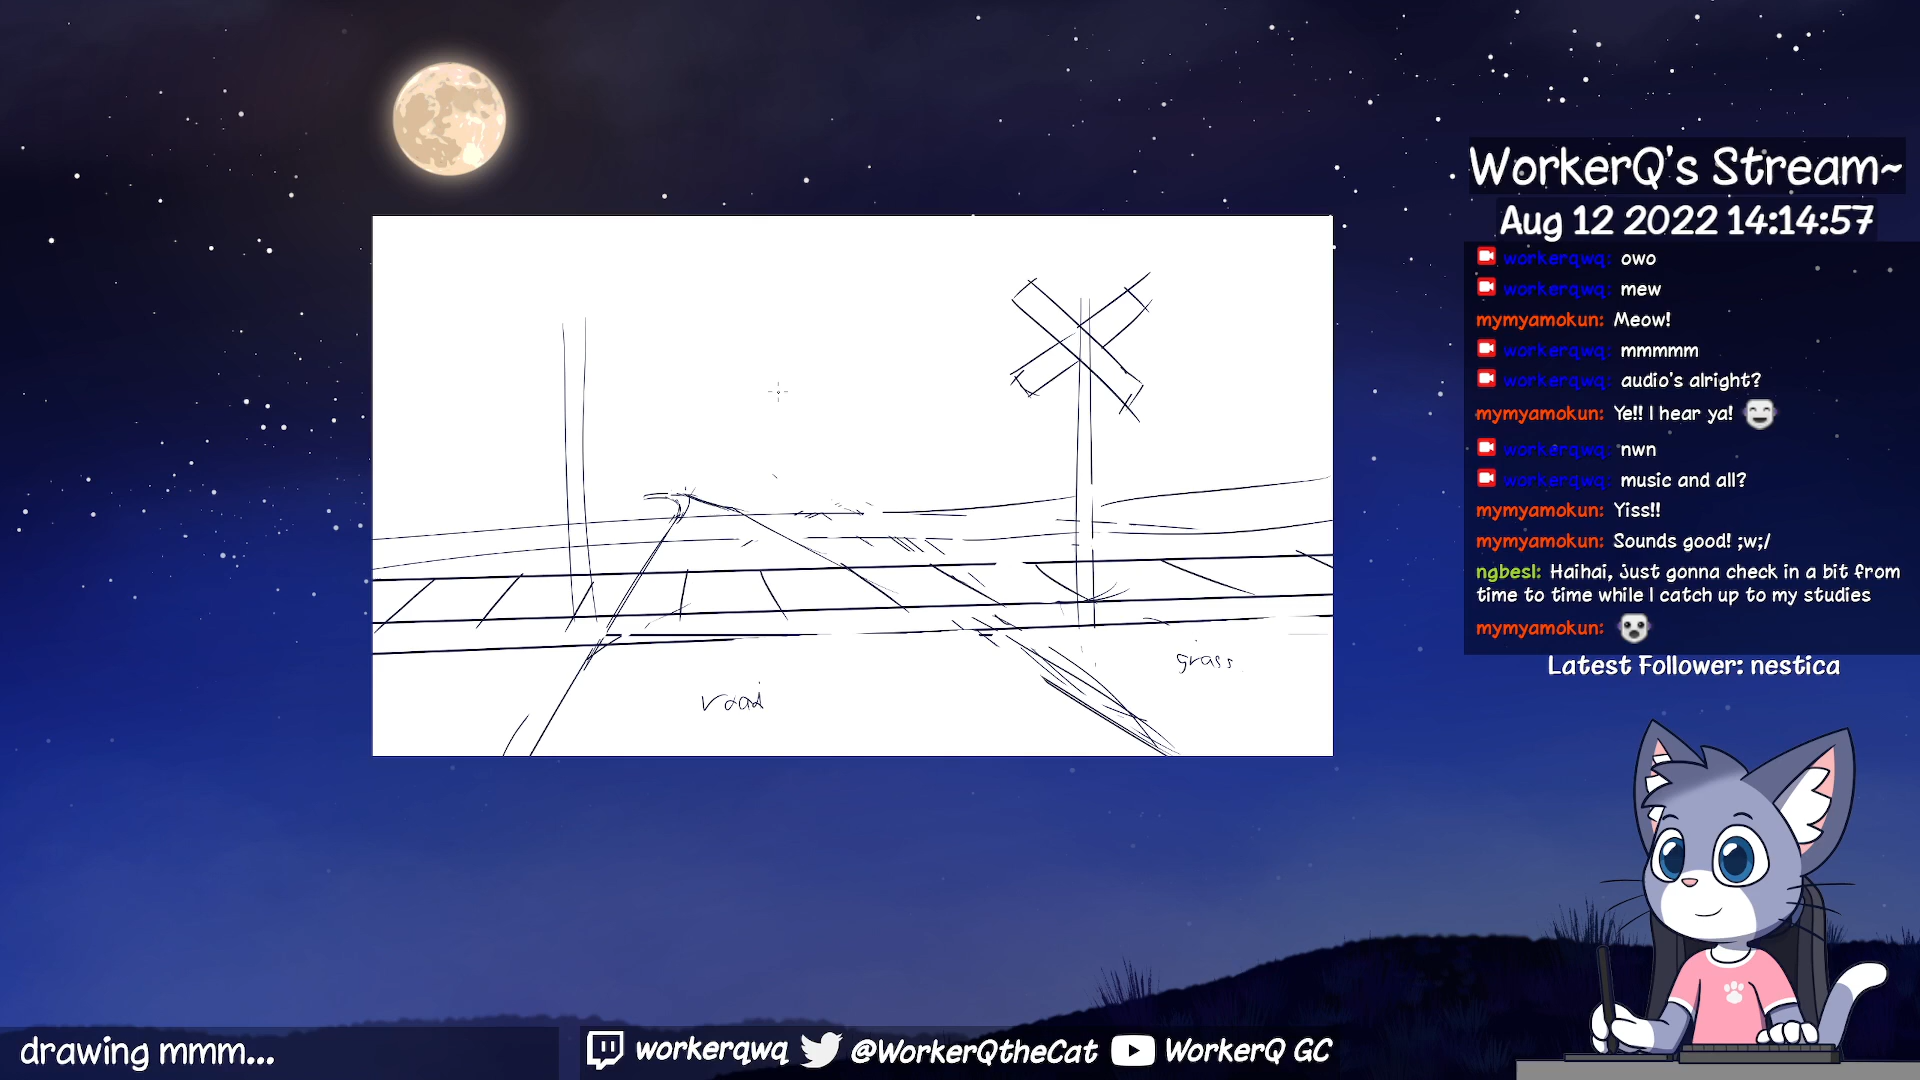 WorkerQ's Stream~
Aug 12 2022 14:14:57
workerqwq: owo
workerqwq: mew
mymyamokun: Meow!
workerqwq: mmmmm
workerqwq: audio's alright?
mymyamokun: Ye!! I hear ya!
workerqwq: nwn
workerqwq: music and all?
mymyamokun: Yiss!!
mymyamokun: Sounds good! ;w;/
ngbesl: Haihai, just gonna check in a bit from
time to time while I catch up to my studies
mymyamokun:
Latest Follower: nestica
grass
road
drawing mmm...
workerqwq
@WorkerQtheCat
WorkerQ GC